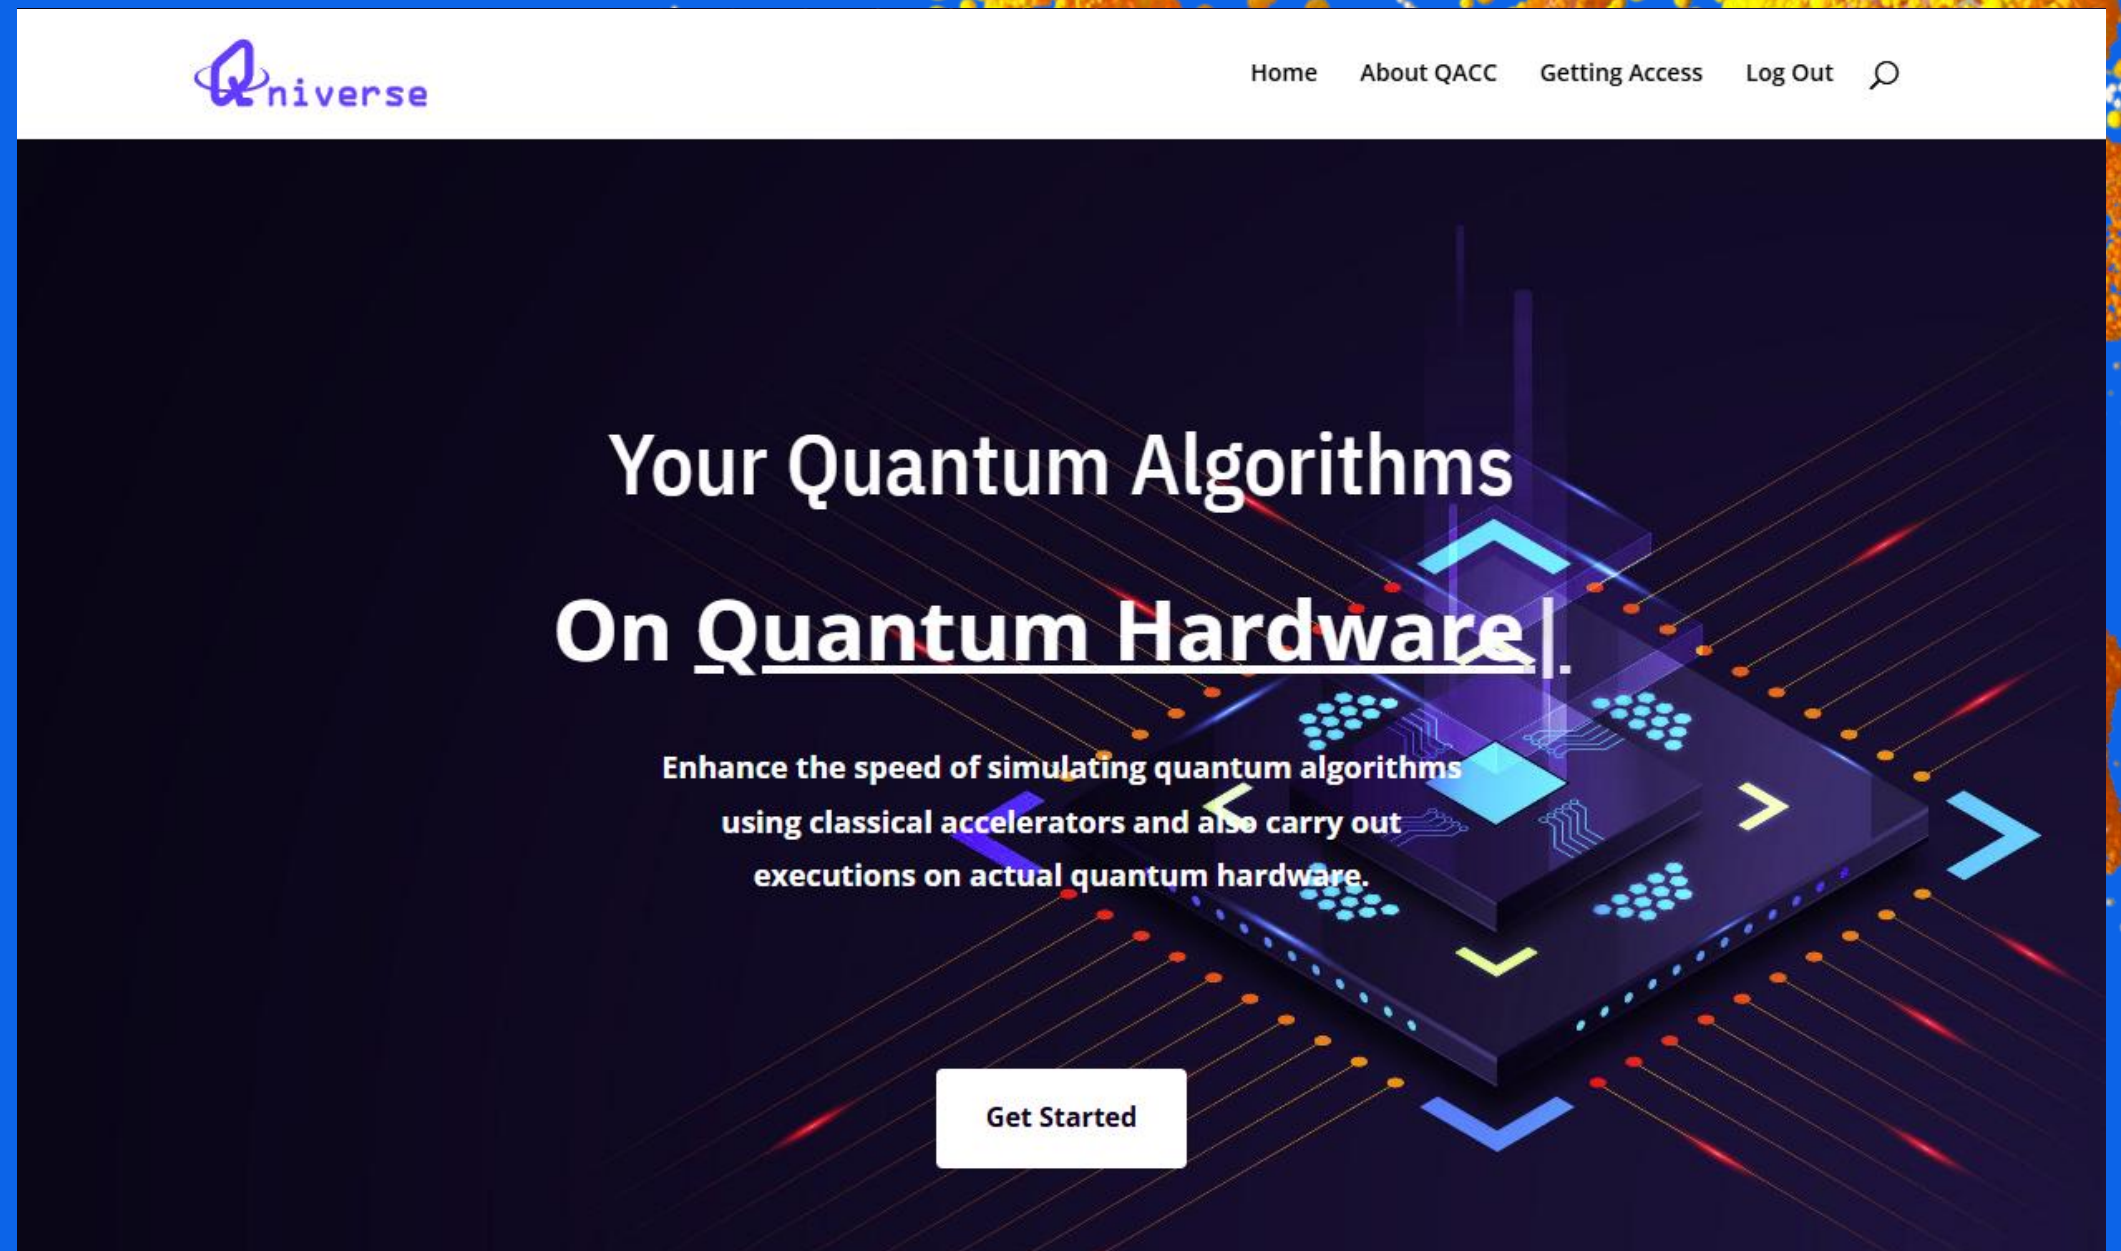 Qniverse
Home About QACC Getting Access Log Out
Your Quantum Algorithms
On Quantum Hardware|.
Enhance the speed of simulating quantum algorithms
using classical accelerators and also carry out
executions on actual quantum hardware.
Get Started